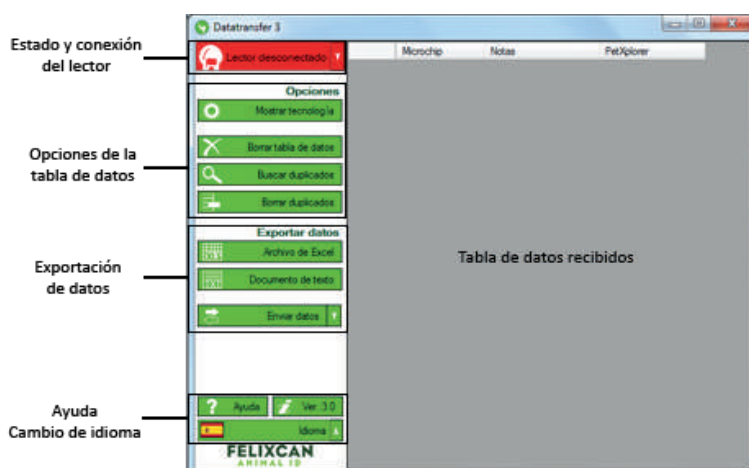 Datatransfer 3
Estado y conexión
del lector
Lector desconectado
Microchip Notas PetXplorer
Opciones
Mostrar tecnología
Opciones de la
tabla de datos
Borrar tabla de datos
Buscar duplicados
Borrar duplicados
Exportar datos
Archivo de Excel
Exportación
de datos
Documento de texto
Enviar datos
Tabla de datos recibidos
Ayuda
Cambio de idioma
? Ayuda i Ver. 3.0
Idioma
FELIXCAN
ANIMAL ID